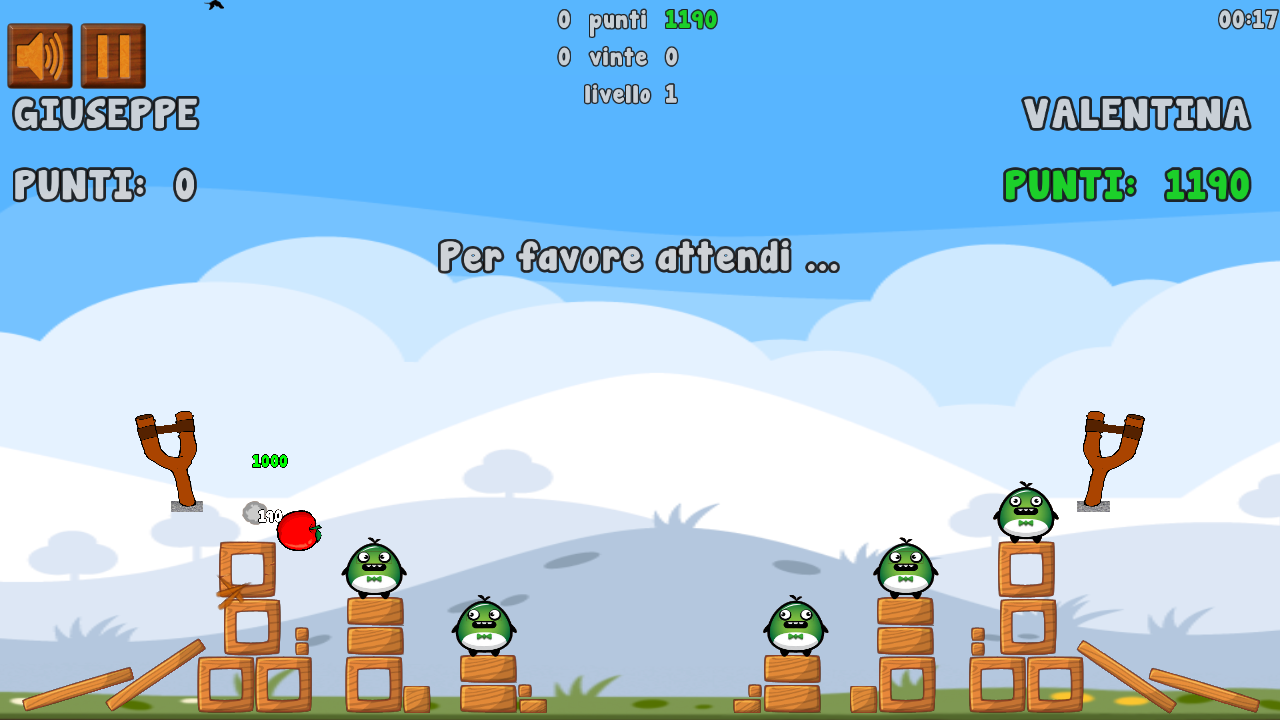 0 punti 1190
00:17
0 vinte 0
livello 1
GIUSEPPE
VALENTINA
PUNTI: 0
PUNTI: 1190
Per favore attendi ...
1000
190